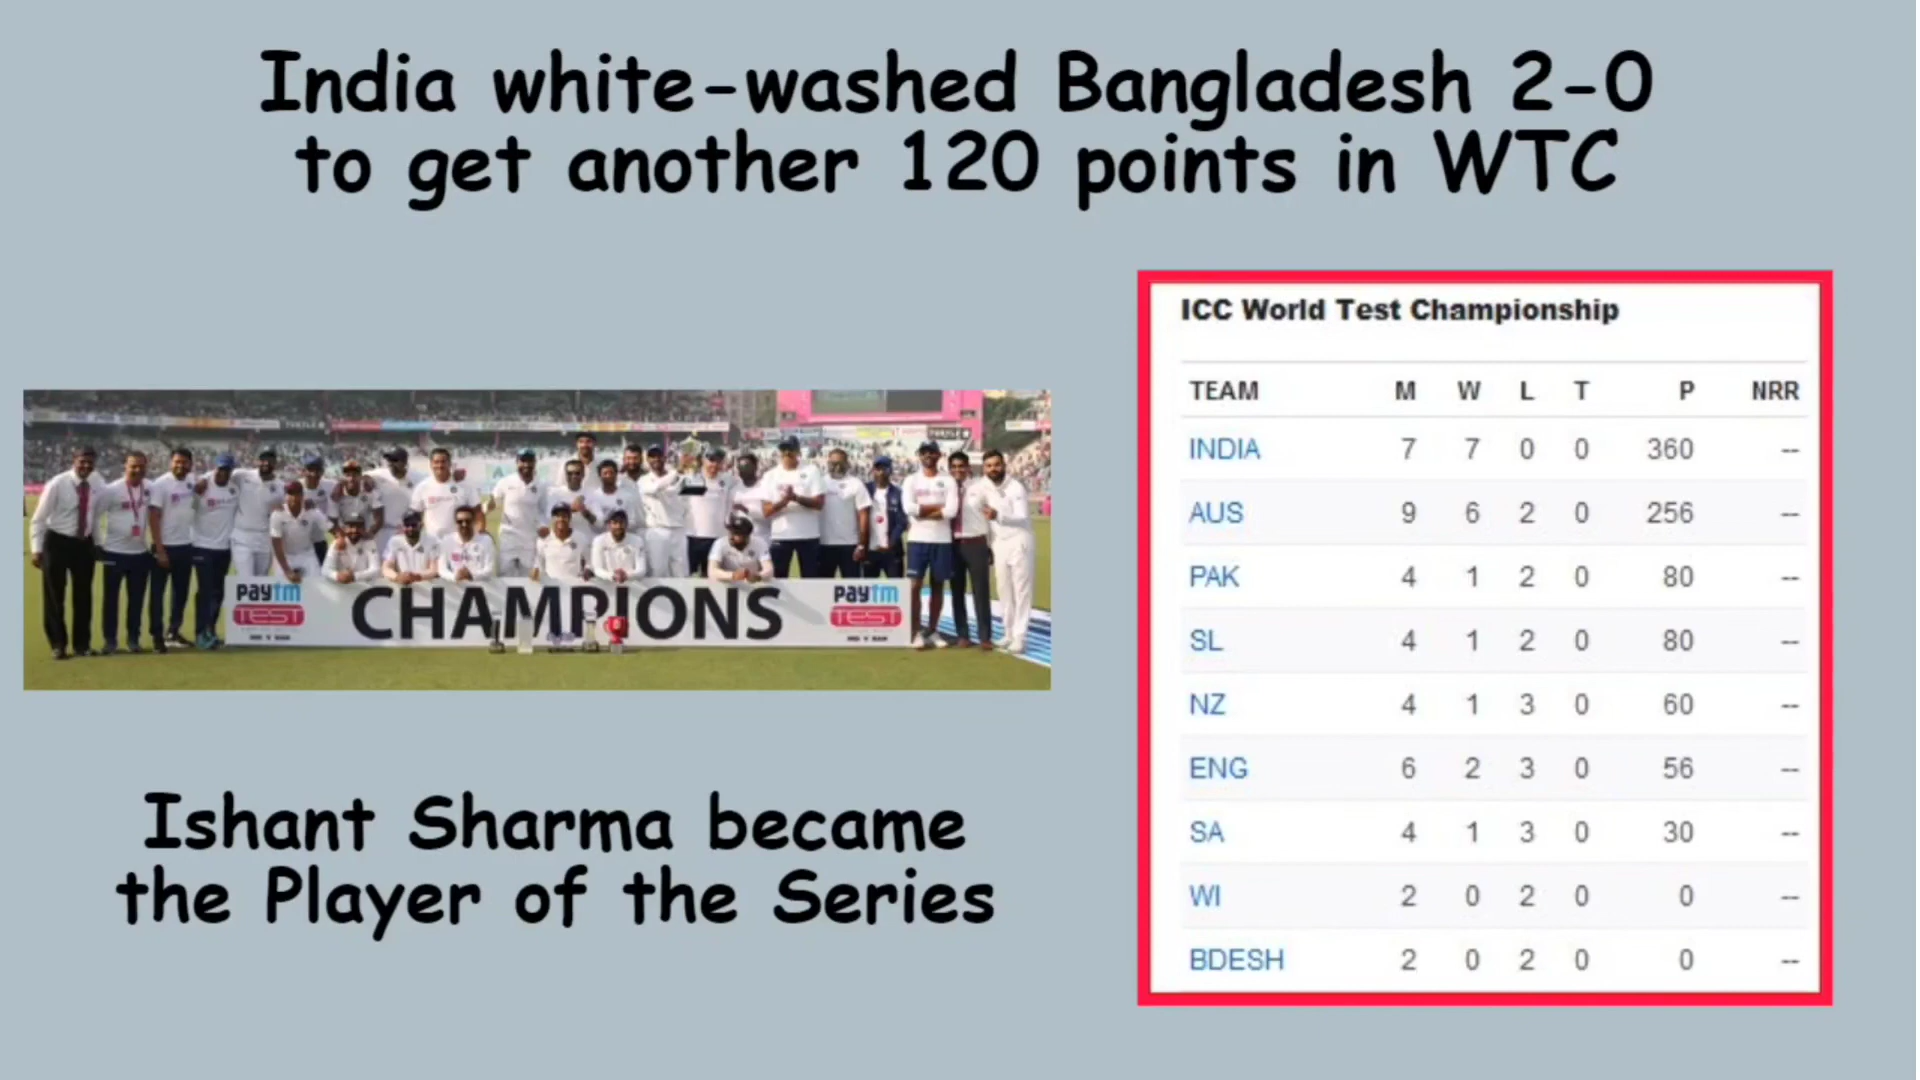 India white-washed Bangladesh 2-0
to get another 120 points in WTC
paytm
TEST
CHAMPIONS
paytm
TEST
Ishant Sharma became
the Player of the Series
ICC World Test Championship
TEAM M W L T P NRR
INDIA 7 7 0 0 360 --
AUS 9 6 2 0 256 --
PAK 4 1 2 0 80 --
SL 4 1 2 0 80 --
NZ 4 1 3 0 60 --
ENG 6 2 3 0 56 --
SA 4 1 3 0 30 --
WI 2 0 2 0 0 --
BDESH 2 0 2 0 0 --